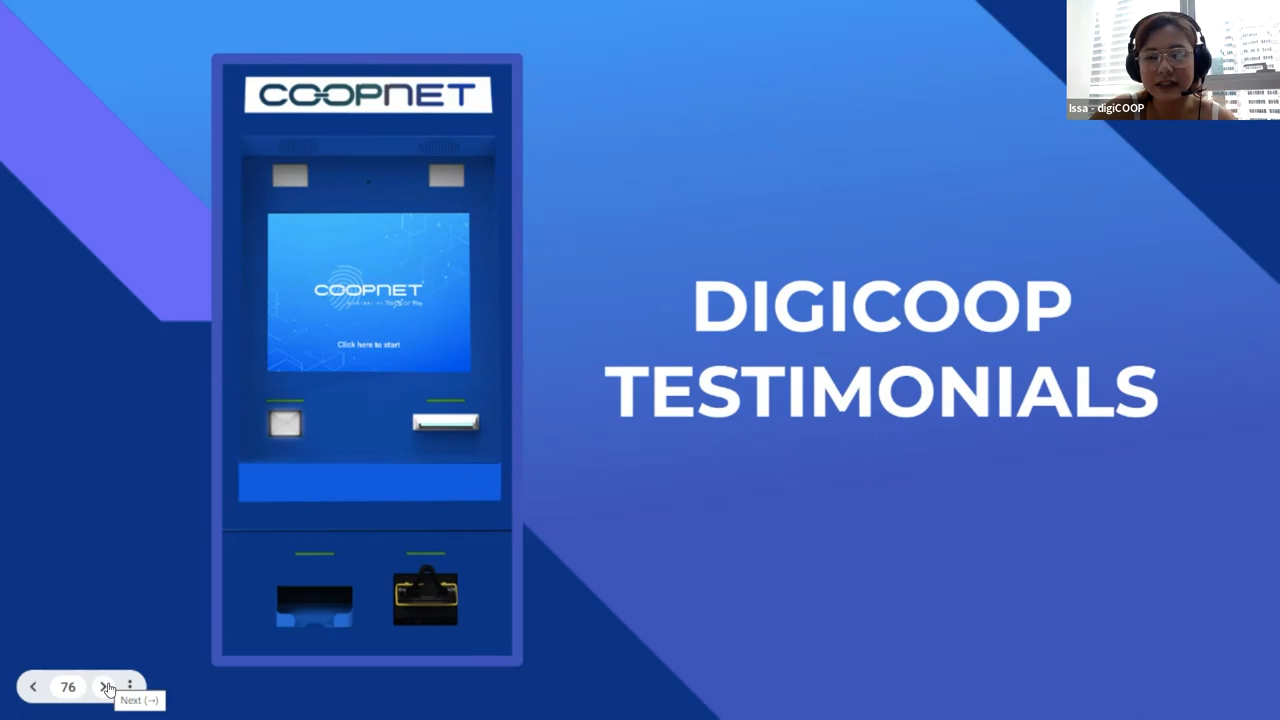 COOPNET
COOPNET
Click here to start
DIGICOOP
TESTIMONIALS
Issa - digiCOOP
76
Next (→)